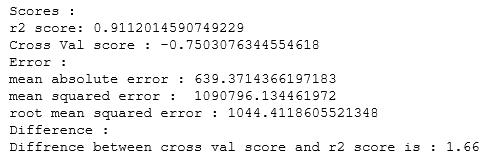 Scores :
r2 score: 0.9112014590749229
Cross Val score : -0.7503076344554618
Error :
mean absolute error : 639.3714366197183
mean squared error :  1090796.134461972
root mean squared error : 1044.4118605521348
Difference :
Diffrence between cross val score and r2 score is : 1.66